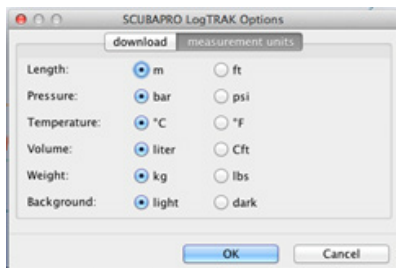 SCUBAPRO LogTRAK Options
download measurement units
Length: m ft
Pressure: bar psi
Temperature: °C °F
Volume: liter Cft
Weight: kg lbs
Background: light dark
OK Cancel